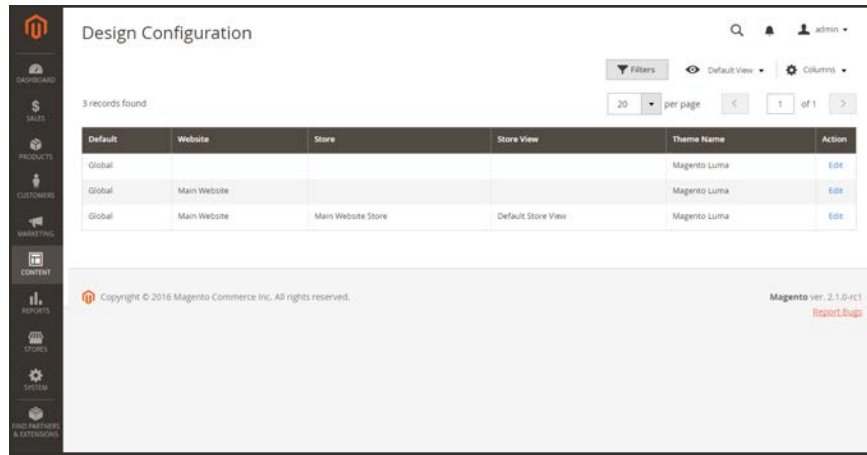 Design Configuration
admin
Filters
Default View
Columns
3 records found
20 per page
1 of 1
Default Website Store Store View Theme Name Action
Global Magento Luma Edit
Global Main Website Magento Luma Edit
Global Main Website Main Website Store Default Store View Magento Luma Edit
Copyright © 2016 Magento Commerce Inc. All rights reserved.
Magento ver. 2.1.0-rc1
Report Bugs
DASHBOARD
SALES
PRODUCTS
CUSTOMERS
MARKETING
CONTENT
REPORTS
STORES
SYSTEM
FIND PARTNERS
& EXTENSIONS